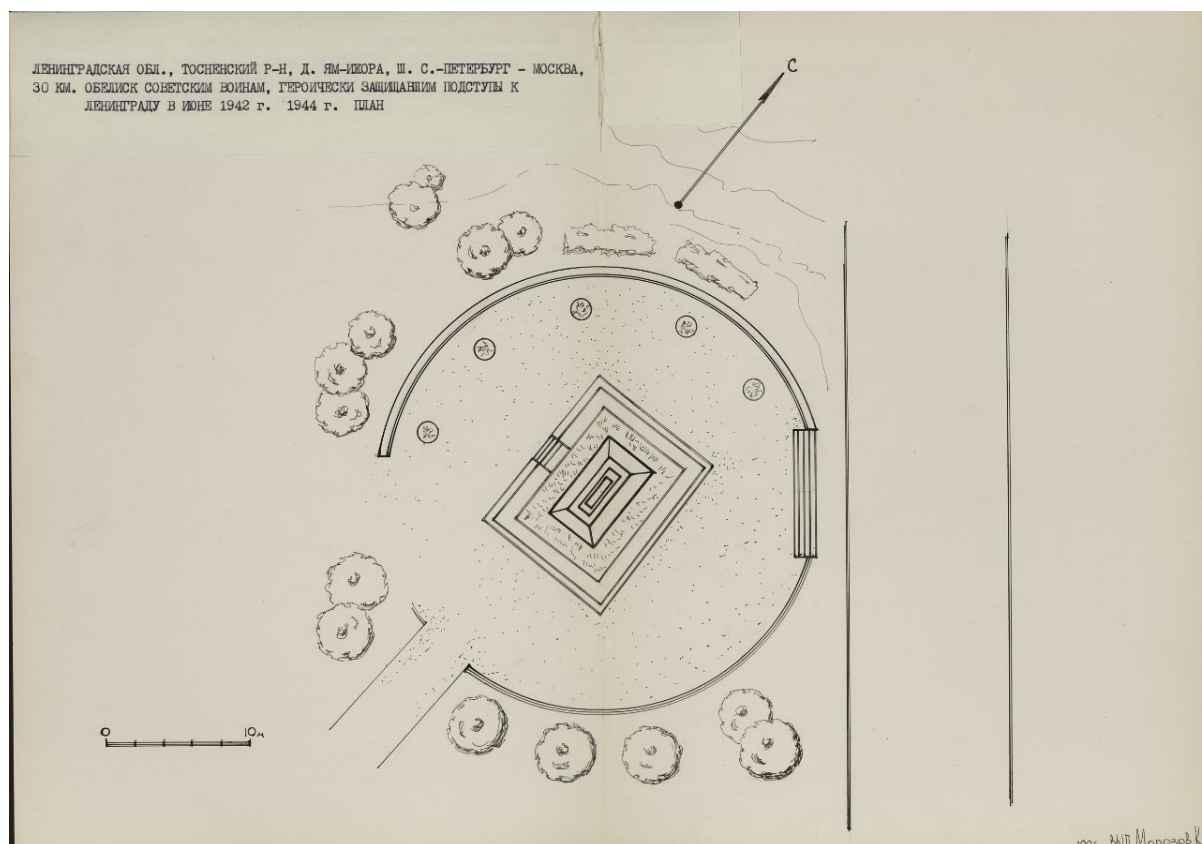 ЛЕНИНГРАДСКАЯ ОБЛ., ТОСНЕНСКИЙ Р-Н, Д. ЯМ-ИЖОРА, Ш. С.-ПЕТЕРБУРГ - МОСКВА,
30 КМ. ОБЕЛИСК СОВЕТСКИМ ВОИНАМ, ГЕРОИЧЕСКИ ЗАЩИЩАВШИМ ПОДСТУПЫ К
ЛЕНИНГРАДУ В ИЮНЕ 1942 г. 1944 г. ПЛАН
С
0 10м
Морозов К